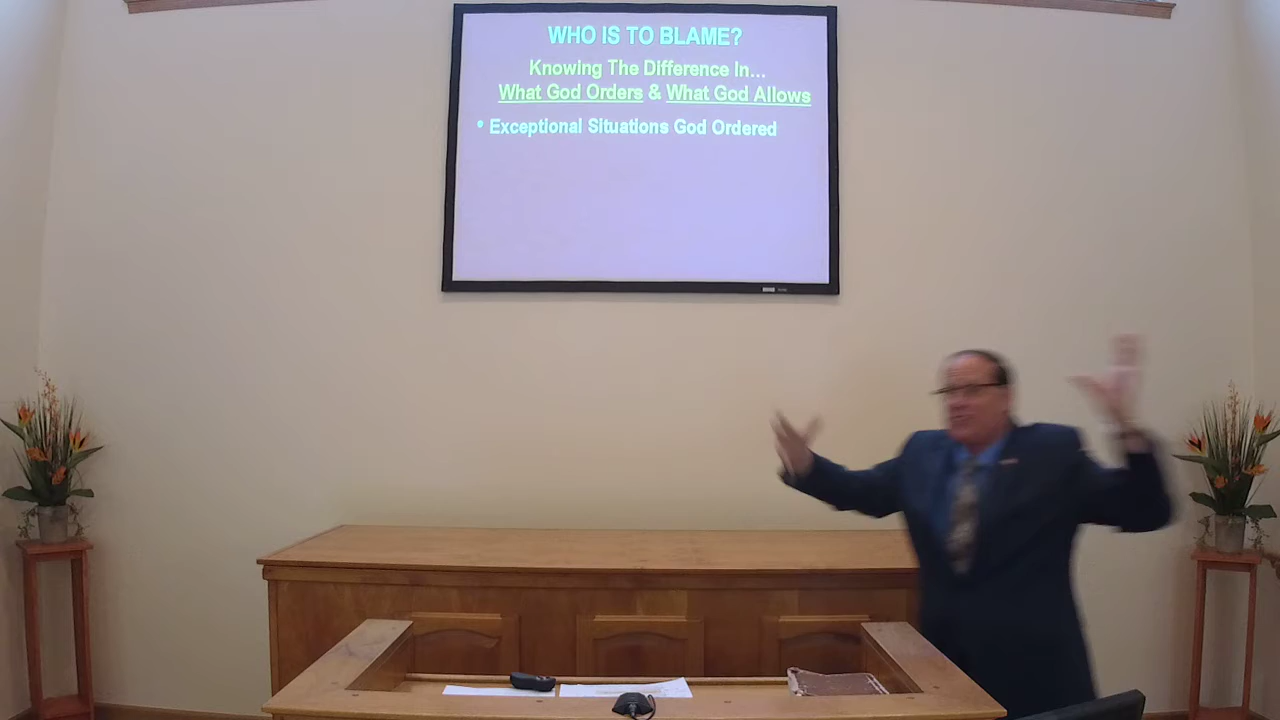 WHO IS TO BLAME?
Knowing The Difference In...
What God Orders & What God Allows
• Exceptional Situations God Ordered